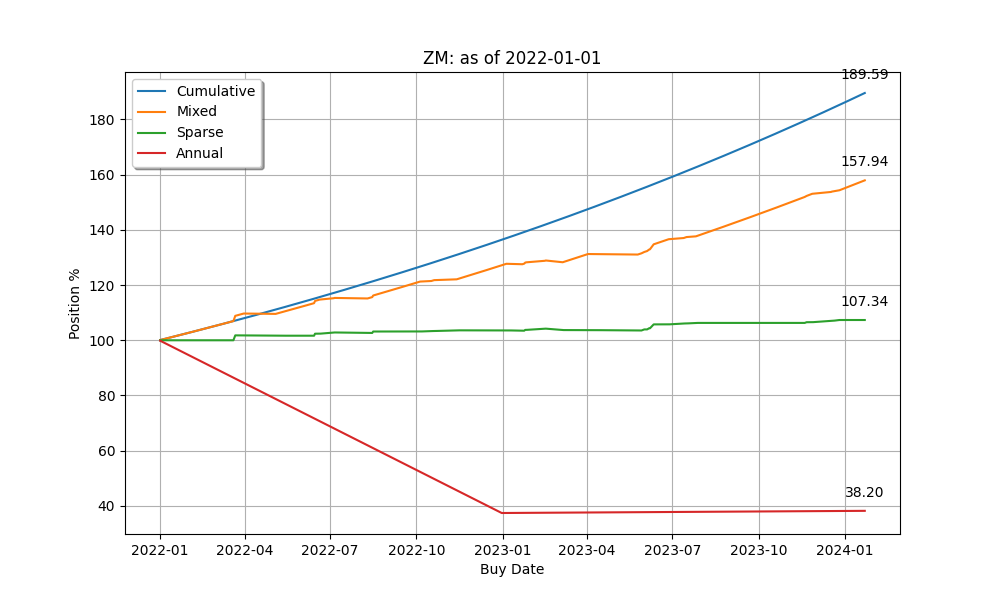 ZM: as of 2022-01-01
Cumulative
Mixed
Sparse
Annual
189.59
157.94
107.34
38.20
Position %
180
160
140
120
100
80
60
40
2022-01 2022-04 2022-07 2022-10 2023-01 2023-04 2023-07 2023-10 2024-01
Buy Date